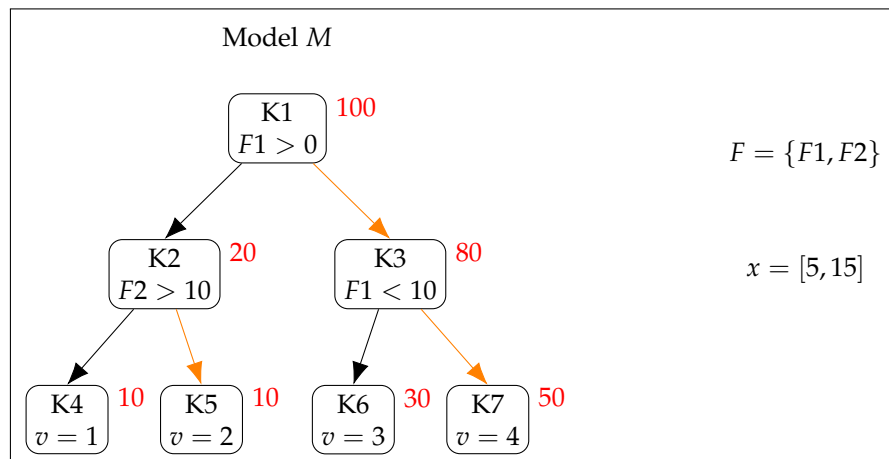 Model M
K1
F1 > 0
100
F = {F1, F2}
K2
F2 > 10
20
K3
F1 < 10
80
x = [5, 15]
K4
v = 1
10
K5
v = 2
10
K6
v = 3
30
K7
v = 4
50